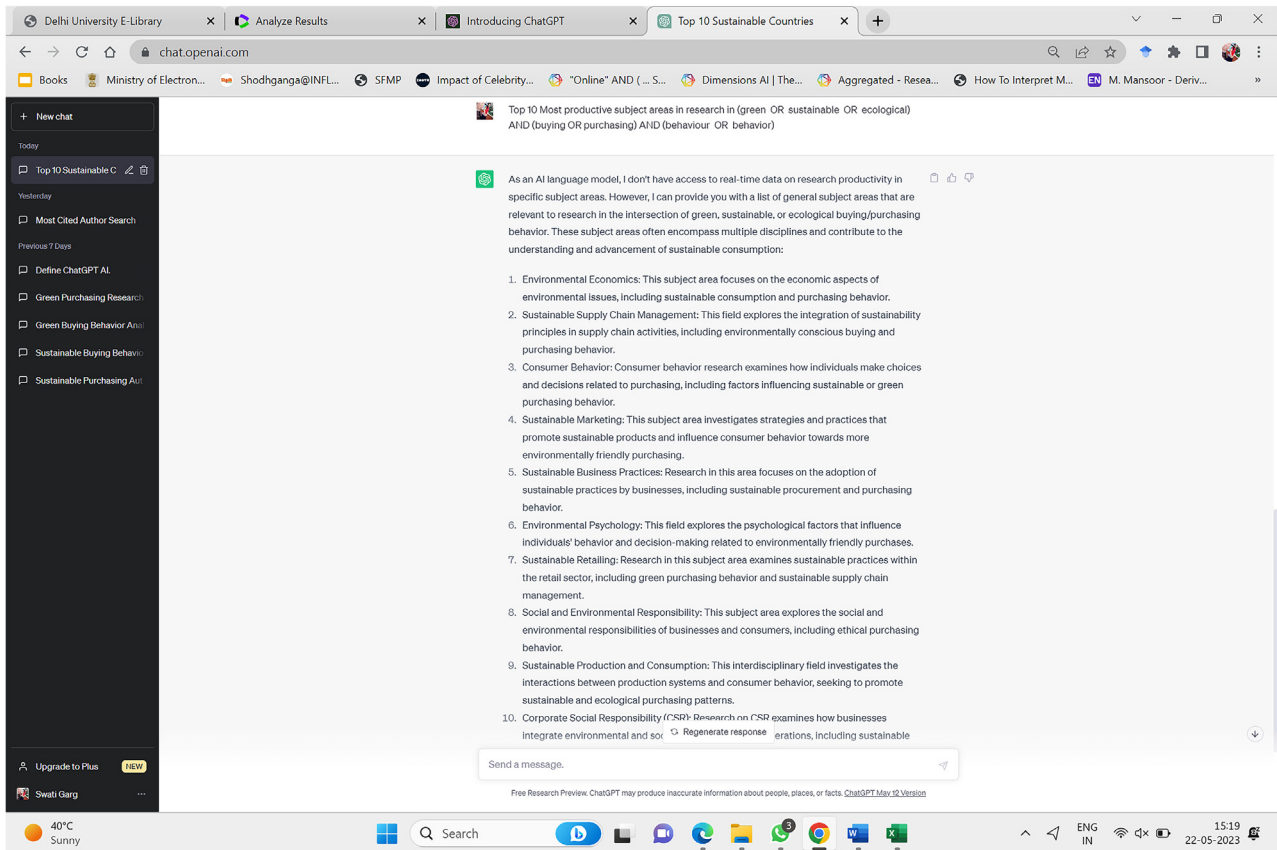 Delhi University E-Library
Analyze Results
Introducing ChatGPT
Top 10 Sustainable Countries
chat.openai.com
Books
Ministry of Electron...
Shodhganga@INFL...
SFMP
Impact of Celebrity...
"Online" AND ( ... S...
Dimensions AI | The...
Aggregated - Resea...
How To Interpret M...
EN
M. Mansoor - Deriv...
»
+ New chat
Today
Top 10 Sustainable C
Yesterday
Most Cited Author Search
Previous 7 Days
Define ChatGPT AI.
Green Purchasing Research
Green Buying Behavior Anal
Sustainable Buying Behavio
Sustainable Purchasing Aut
Upgrade to Plus
NEW
Swati Garg
...
Top 10 Most productive subject areas in research in (green OR sustainable OR ecological)
AND (buying OR purchasing) AND (behaviour OR behavior)
As an AI language model, I don't have access to real-time data on research productivity in
specific subject areas. However, I can provide you with a list of general subject areas that are
relevant to research in the intersection of green, sustainable, or ecological buying/purchasing
behavior. These subject areas often encompass multiple disciplines and contribute to the
understanding and advancement of sustainable consumption:
1. Environmental Economics: This subject area focuses on the economic aspects of
environmental issues, including sustainable consumption and purchasing behavior.
2. Sustainable Supply Chain Management: This field explores the integration of sustainability
principles in supply chain activities, including environmentally conscious buying and
purchasing behavior.
3. Consumer Behavior: Consumer behavior research examines how individuals make choices
and decisions related to purchasing, including factors influencing sustainable or green
purchasing behavior.
4. Sustainable Marketing: This subject area investigates strategies and practices that
promote sustainable products and influence consumer behavior towards more
environmentally friendly purchasing.
5. Sustainable Business Practices: Research in this area focuses on the adoption of
sustainable practices by businesses, including sustainable procurement and purchasing
behavior.
6. Environmental Psychology: This field explores the psychological factors that influence
individuals' behavior and decision-making related to environmentally friendly purchases.
7. Sustainable Retailing: Research in this subject area examines sustainable practices within
the retail sector, including green purchasing behavior and sustainable supply chain
management.
8. Social and Environmental Responsibility: This subject area explores the social and
environmental responsibilities of businesses and consumers, including ethical purchasing
behavior.
9. Sustainable Production and Consumption: This interdisciplinary field investigates the
interactions between production systems and consumer behavior, seeking to promote
sustainable and ecological purchasing patterns.
10. Corporate Social Responsibility (CSR): Research on CSR examines how businesses
integrate environmental and soc erations, including sustainable
Regenerate response
Send a message.
Free Research Preview. ChatGPT may produce inaccurate information about people, places, or facts. ChatGPT May 12 Version
40°C
Sunny
Search
3
ENG
IN
15:19
22-05-2023